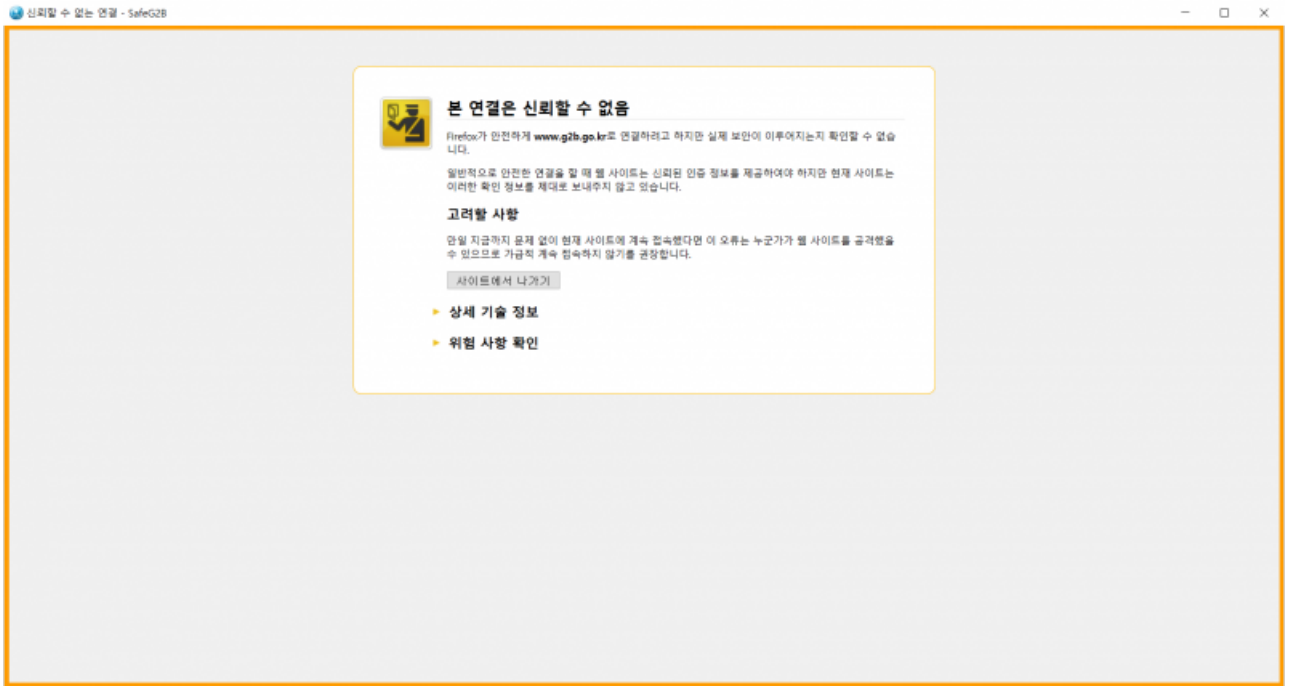 신뢰할 수 없는 연결 - SafeG2B
본 연결은 신뢰할 수 없음
Firefox가 안전하게 www.g2b.go.kr로 연결하려고 하지만 실제 보안이 이루어지는지 확인할 수 없습
니다.
일반적으로 안전한 연결을 할 때 웹 사이트는 신뢰된 인증 정보를 제공하여야 하지만 현재 사이트는
이러한 확인 정보를 제대로 보내주지 않고 있습니다.
고려할 사항
만일 지금까지 문제 없이 현재 사이트에 계속 접속했다면 이 오류는 누군가가 웹 사이트를 공격했을
수 있으므로 가급적 계속 접속하지 않기를 권장합니다.
사이트에서 나가기
상세 기술 정보
위험 사항 확인